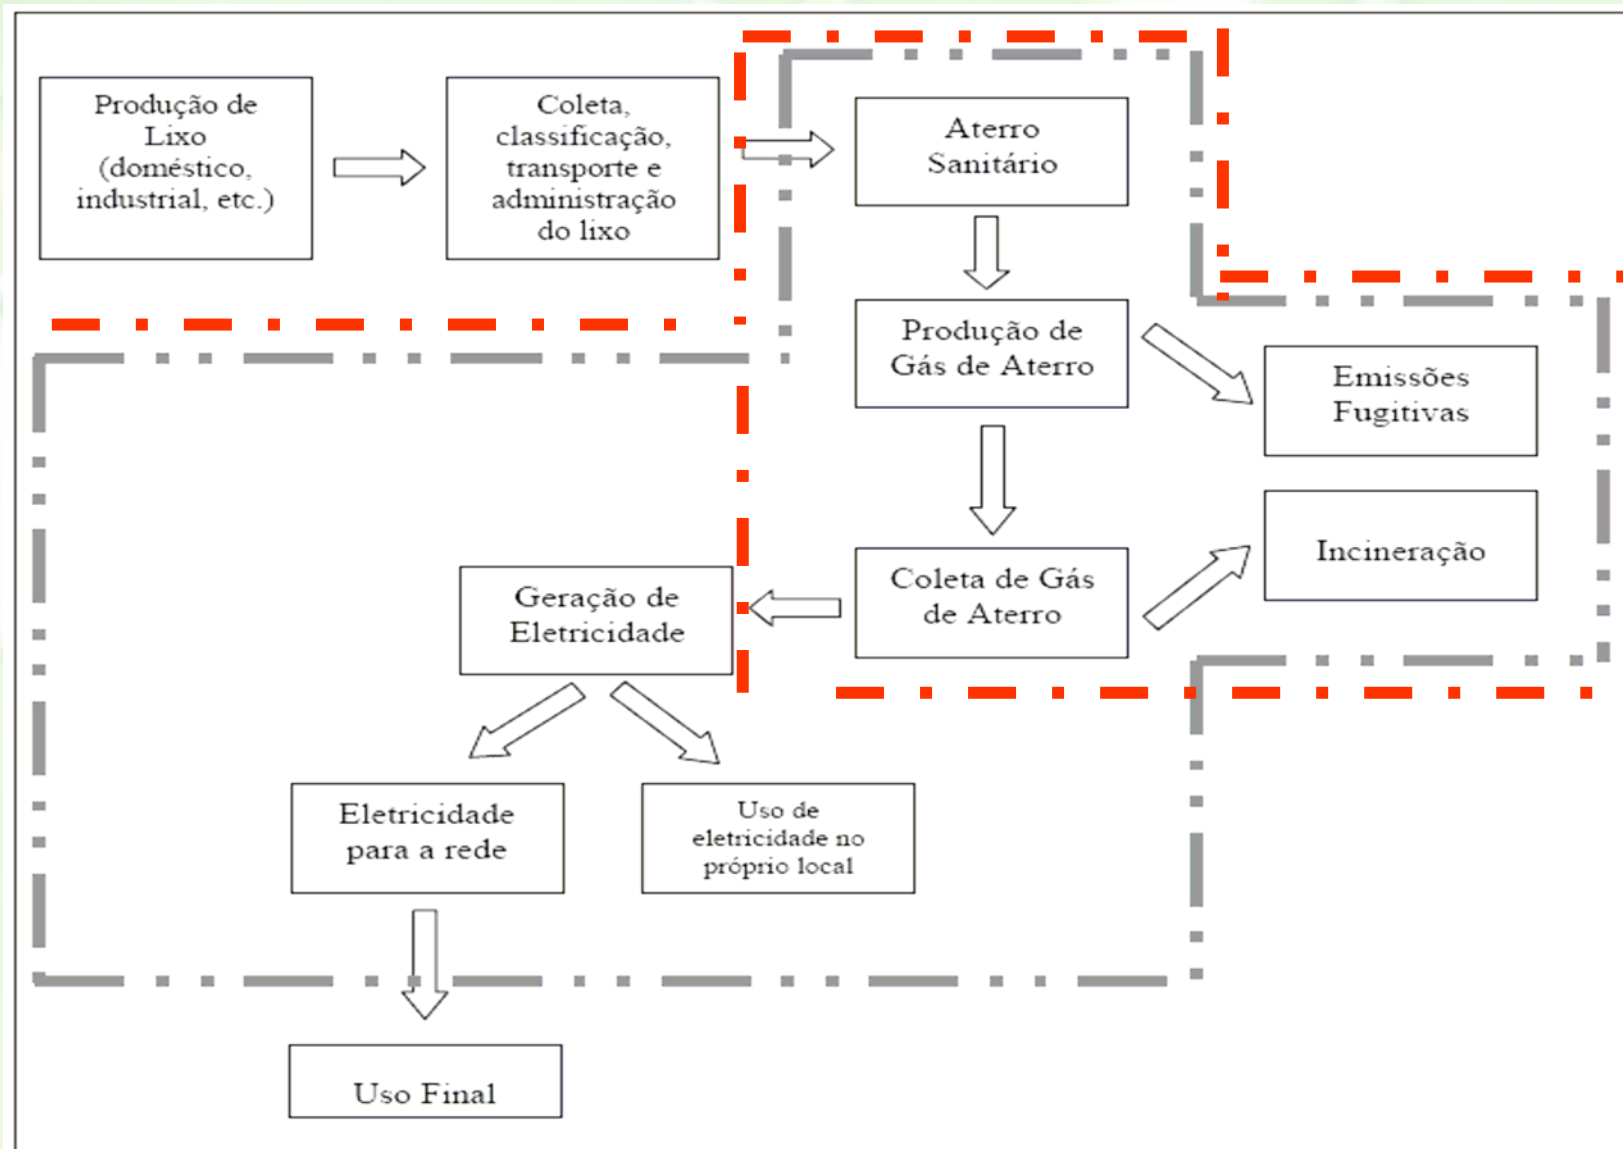 Produção de
Lixo
(doméstico,
industrial, etc.)
Coleta,
classificação,
transporte e
administração
do lixo
Aterro
Sanitário
Produção de
Gás de Aterro
Emissões
Fugitivas
Incineração
Coleta de Gás
de Aterro
Geração de
Eletricidade
Eletricidade
para a rede
Uso de
eletricidade no
próprio local
Uso Final